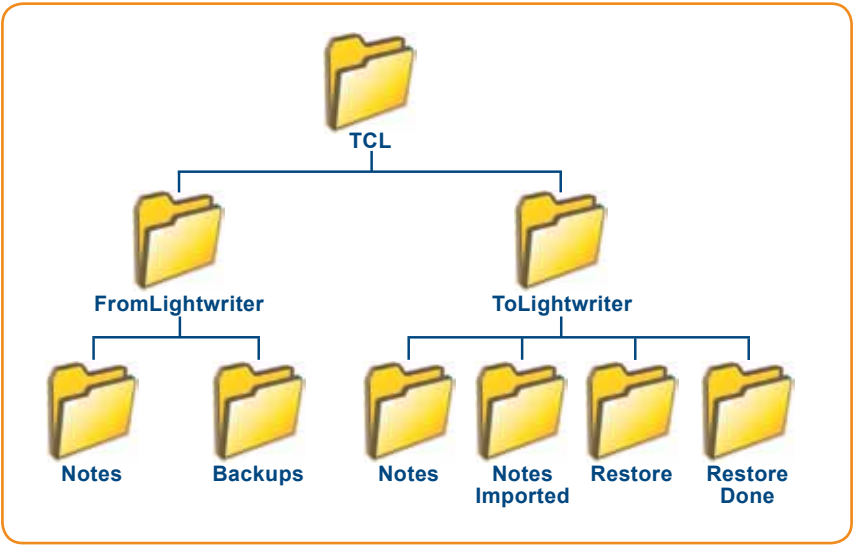 TCL
FromLightwriter
ToLightwriter
Notes
Backups
Notes
Notes
Imported
Restore
Restore
Done